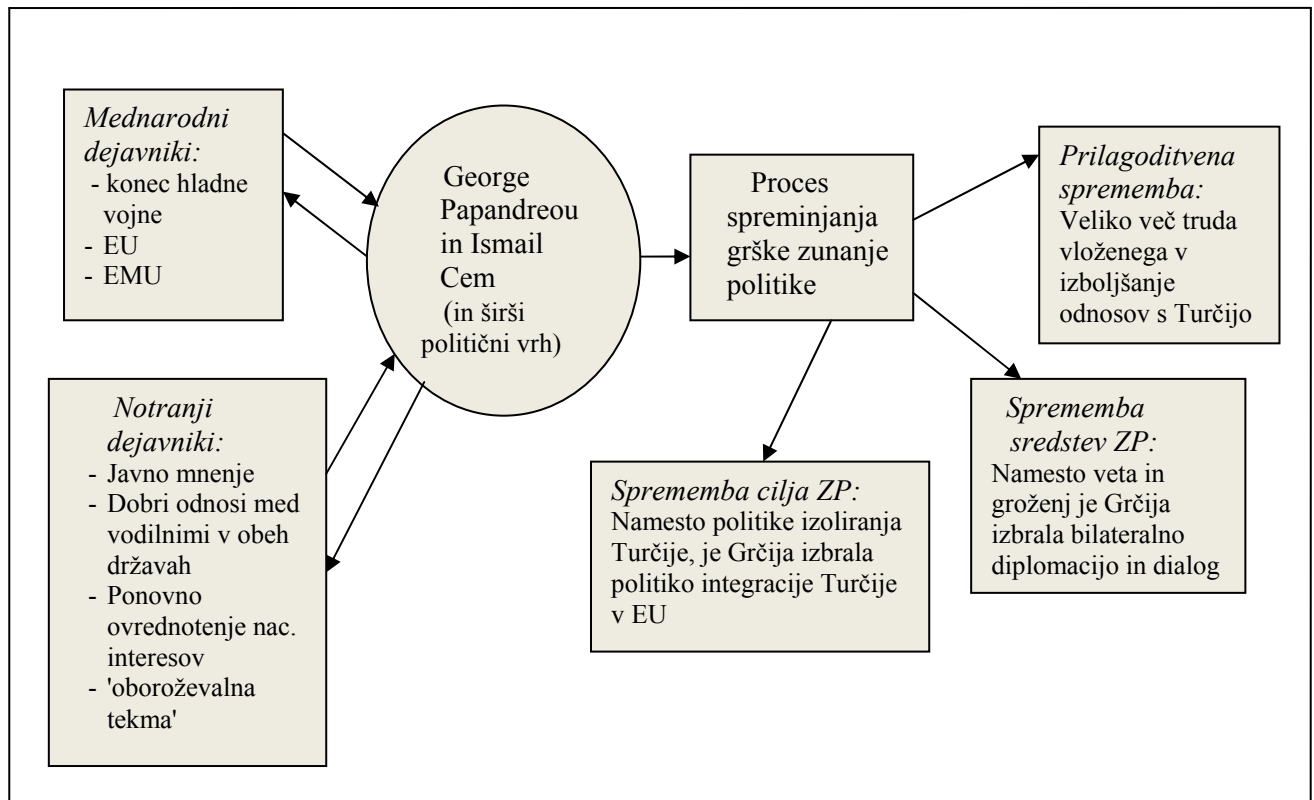 Mednarodni
dejavniki:
- konec hladne
vojne
- EU
- EMU
Notranji
dejavniki:
- Javno mnenje
- Dobri odnosi med
vodilnimi v obeh
državah
- Ponovno
ovrednotenje nac.
interesov
- 'oboroževalna
tekma'
George
Papandreou
in Ismail
Cem
(in širši
politični vrh)
Proces
spreminjanja
grške zunanje
politike
Prilagoditvena
sprememba:
Veliko več truda
vloženega v
izboljšanje
odnosov s Turčijo
Sprememba
sredstev ZP:
Namesto veta in
groženj je Grčija
izbrala bilateralno
diplomacijo in dialog
Sprememba cilja ZP:
Namesto politike izoliranja
Turčije, je Grčija izbrala
politiko integracije Turčije
v EU